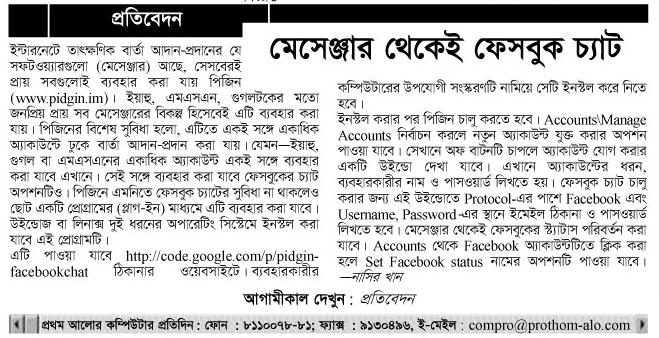 প্রতিবেদন
মেসেঞ্জার থেকেই ফেসবুক চ্যাট
ইন্টারনেটে তাৎক্ষণিক বার্তা আদান-প্রদানের যে
সফটওয়্যারগুলো (মেসেঞ্জার) আছে, সেসবেরই
প্রায় সবগুলোই ব্যবহার করা যায় পিজিন
(www.pidgin.im)। ইয়াহু, এমএসএন, গুগলটকের মতো
জনপ্রিয় প্রায় সব মেসেঞ্জারের বিকল্প হিসেবেই এটি ব্যবহার করা
যায়। পিজিনের বিশেষ সুবিধা হলো, এটিতে একই সঙ্গে একাধিক
অ্যাকাউন্টে ঢুকে বার্তা আদান-প্রদান করা যায়। যেমন—ইয়াহু,
গুগল বা এমএসএনের একাধিক অ্যাকাউন্ট একই সঙ্গে ব্যবহার
করা যাবে এখানে। সেই সঙ্গে ব্যবহার করা যাবে ফেসবুকের চ্যাট
অপশনটিও। পিজিনে এমনিতে ফেসবুক চ্যাটের সুবিধা না থাকলেও
ছোট একটি প্রোগ্রামের (প্লাগ-ইন) মাধ্যমে এটি ব্যবহার করা যাবে।
উইন্ডোজ বা লিনাক্স দুই ধরনের অপারেটিং সিস্টেমে ইনস্টল করা
যাবে এই প্রোগ্রামটি।
এটি পাওয়া যাবে http://code.google.com/p/pidgin-
facebookchat ঠিকানার ওয়েবসাইটে। ব্যবহারকারীর
কম্পিউটারের উপযোগী সংস্করণটি নামিয়ে সেটি ইনস্টল করে নিতে
হবে।
ইনস্টল করার পর পিজিন চালু করতে হবে। Accounts\Manage
Accounts নির্বাচন করলে নতুন অ্যাকাউন্ট যুক্ত করার অপশন
পাওয়া যাবে। সেখানে অফ বাটনটি চাপলে অ্যাকাউন্ট যোগ করার
একটি উইন্ডো দেখা যাবে। এখানে অ্যাকাউন্টের ধরন,
ব্যবহারকারীর নাম ও পাসওয়ার্ড লিখতে হয়। ফেসবুক চ্যাট চালু
করার জন্য এই উইন্ডোতে Protocol-এর পাশে Facebook এবং
Username, Password-এর স্থানে ইমেইল ঠিকানা ও পাসওয়ার্ড
লিখতে হবে। মেসেঞ্জার থেকেই ফেসবুকের স্ট্যাটাস পরিবর্তন করা
যাবে। Accounts থেকে Facebook অ্যাকাউন্টটিতে ক্লিক করা
হলে Set Facebook status নামের অপশনটি পাওয়া যাবে।
—নাসির খান
আগামীকাল দেখুন : প্রতিবেদন
প্রথম আলোর কম্পিউটার প্রতিদিন : ফোন : ৮১১০০৭৮-৮১; ফ্যাক্স : ৯১৩০৪৯৬, ই-মেইল : compro@prothom-alo.com